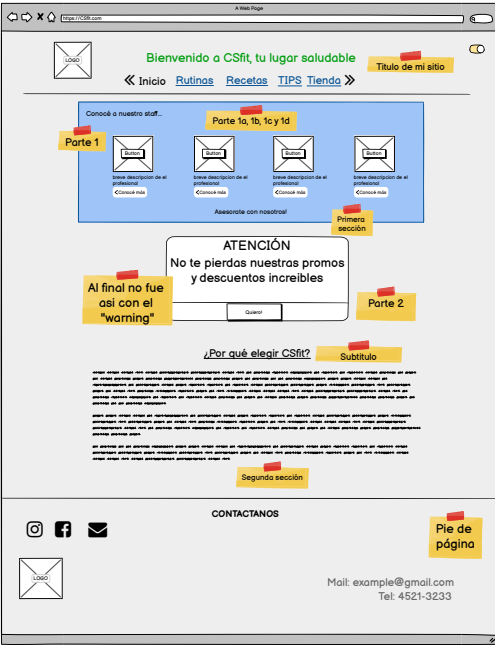 A Web Page
https://CSfit.com
LOGO
Bienvenido a CSfit, tu lugar saludable
Titulo de mi sitio
Inicio Rutinas Recetas TIPS Tienda
Conocé a nuestro staff...
Parte 1a, 1b, 1c y 1d
Parte 1
Button Button Button Button
breve descripcion de el profesional
breve descripcion de el profesional
breve descripcion de el profesional
breve descripcion de el profesional
Conocé más Conocé más Conocé más Conocé más
Asesorate con nosotros!
Primera
sección
ATENCIÓN
No te pierdas nuestras promos
y descuentos increibles
Al final no fue
asi con el
"warning"
Quiero!
Parte 2
¿Por qué elegir CSfit?
Subtitulo
Segunda sección
CONTACTANOS
Pie de
página
LOGO
Mail: example@gmail.com
Tel: 4521-3233